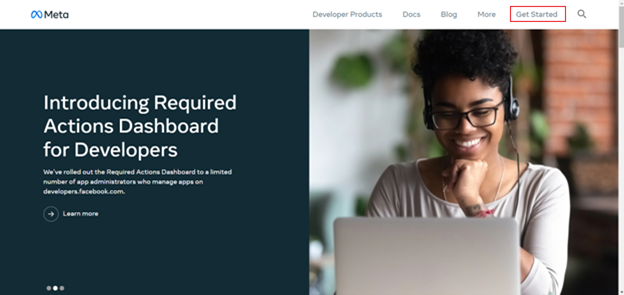 Meta
Developer Products Docs Blog More Get Started
Introducing Required
Actions Dashboard
for Developers
We've rolled out the Required Actions Dashboard to a limited
number of app administrators who manage apps on
developers.facebook.com.
Learn more